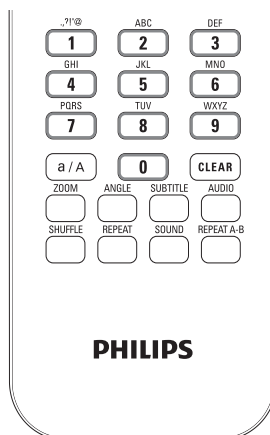 .,?!'@ ABC DEF
1 2 3
GHI JKL MNO
4 5 6
PQRS TUV WXYZ
7 8 9
a / A 0 CLEAR
ZOOM ANGLE SUBTITLE AUDIO
SHUFFLE REPEAT SOUND REPEAT A-B
PHILIPS